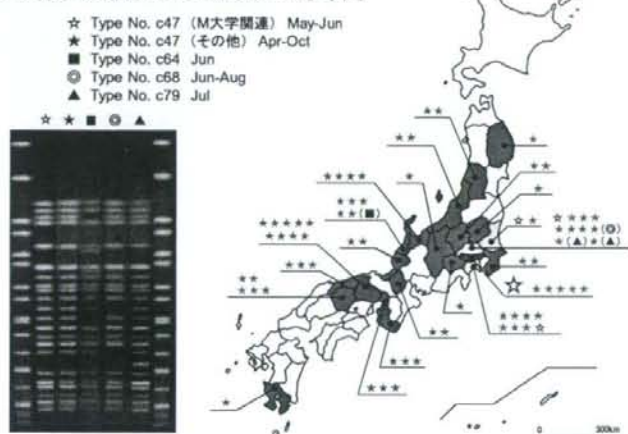 ☆ Type No. c47 (M大学関連) May-Jun
★ Type No. c47 (その他) Apr-Oct
■ Type No. c64 Jun
◎ Type No. c68 Jun-Aug
▲ Type No. c79 Jul
☆ ★ ■ ◎ ▲
0 300km